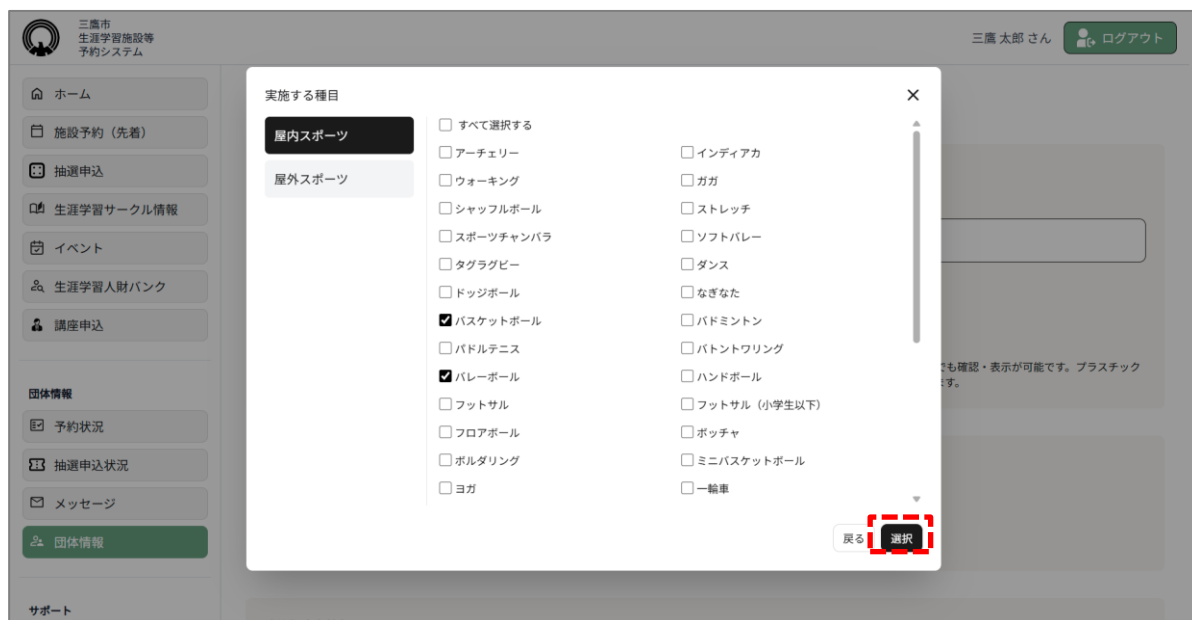 三鷹市
生涯学習施設等
予約システム
三鷹 太郎 さん
ログアウト
ホーム
施設予約（先着）
抽選申込
生涯学習サークル情報
イベント
生涯学習人財バンク
講座申込
団体情報
予約状況
抽選申込状況
メッセージ
団体情報
サポート
実施する種目
屋内スポーツ
屋外スポーツ
すべて選択する
アーチェリー
インディアカ
ウォーキング
ガガ
シャッフルボール
ストレッチ
スポーツチャンバラ
ソフトバレー
タグラグビー
ダンス
ドッジボール
なぎなた
バスケットボール
バドミントン
パドルテニス
バトントワリング
バレーボール
ハンドボール
フットサル
フットサル（小学生以下）
フロアボール
ボッチャ
ボルダリング
ミニバスケットボール
ヨガ
一輪車
戻る
選択
でも確認・表示が可能です。プラスチック
ます。